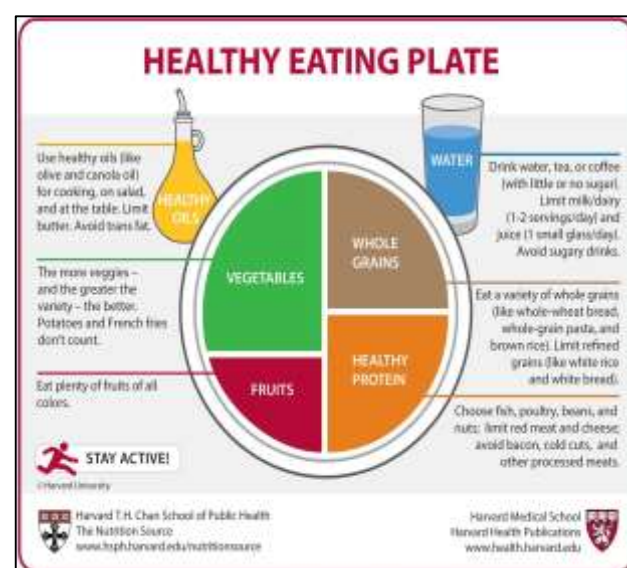 HEALTHY EATING PLATE
Use healthy oils (like
olive and canola oil)
for cooking, on salad,
and at the table. Limit
butter. Avoid trans fat.
HEALTHY
OILS
The more veggies –
and the greater the
variety – the better.
Potatoes and French fries
don't count.
Eat plenty of fruits of all
colors.
VEGETABLES
FRUITS
WHOLE
GRAINS
HEALTHY
PROTEIN
WATER
Drink water, tea, or coffee
(with little or no sugar).
Limit milk/dairy
(1-2 servings/day) and
juice (1 small glass/day).
Avoid sugary drinks.
Eat a variety of whole grains
(like whole-wheat bread,
whole-grain pasta, and
brown rice). Limit refined
grains (like white rice
and white bread).
Choose fish, poultry, beans, and
nuts; limit red meat and cheese;
avoid bacon, cold cuts, and
other processed meats.
STAY ACTIVE!
© Harvard University
Harvard T.H. Chan School of Public Health
The Nutrition Source
www.hsph.harvard.edu/nutritionsource
Harvard Medical School
Harvard Health Publications
www.health.harvard.edu